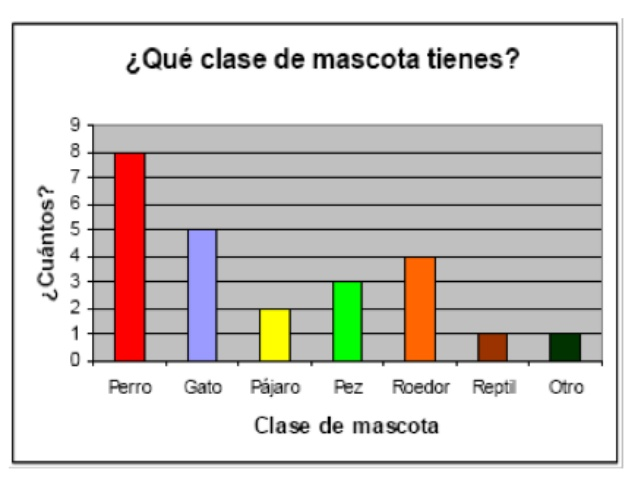 ¿Qué clase de mascota tienes?
¿Cuántos?
9
8
7
6
5
4
3
2
1
0
Perro Gato Pájaro Pez Roedor Reptil Otro
Clase de mascota